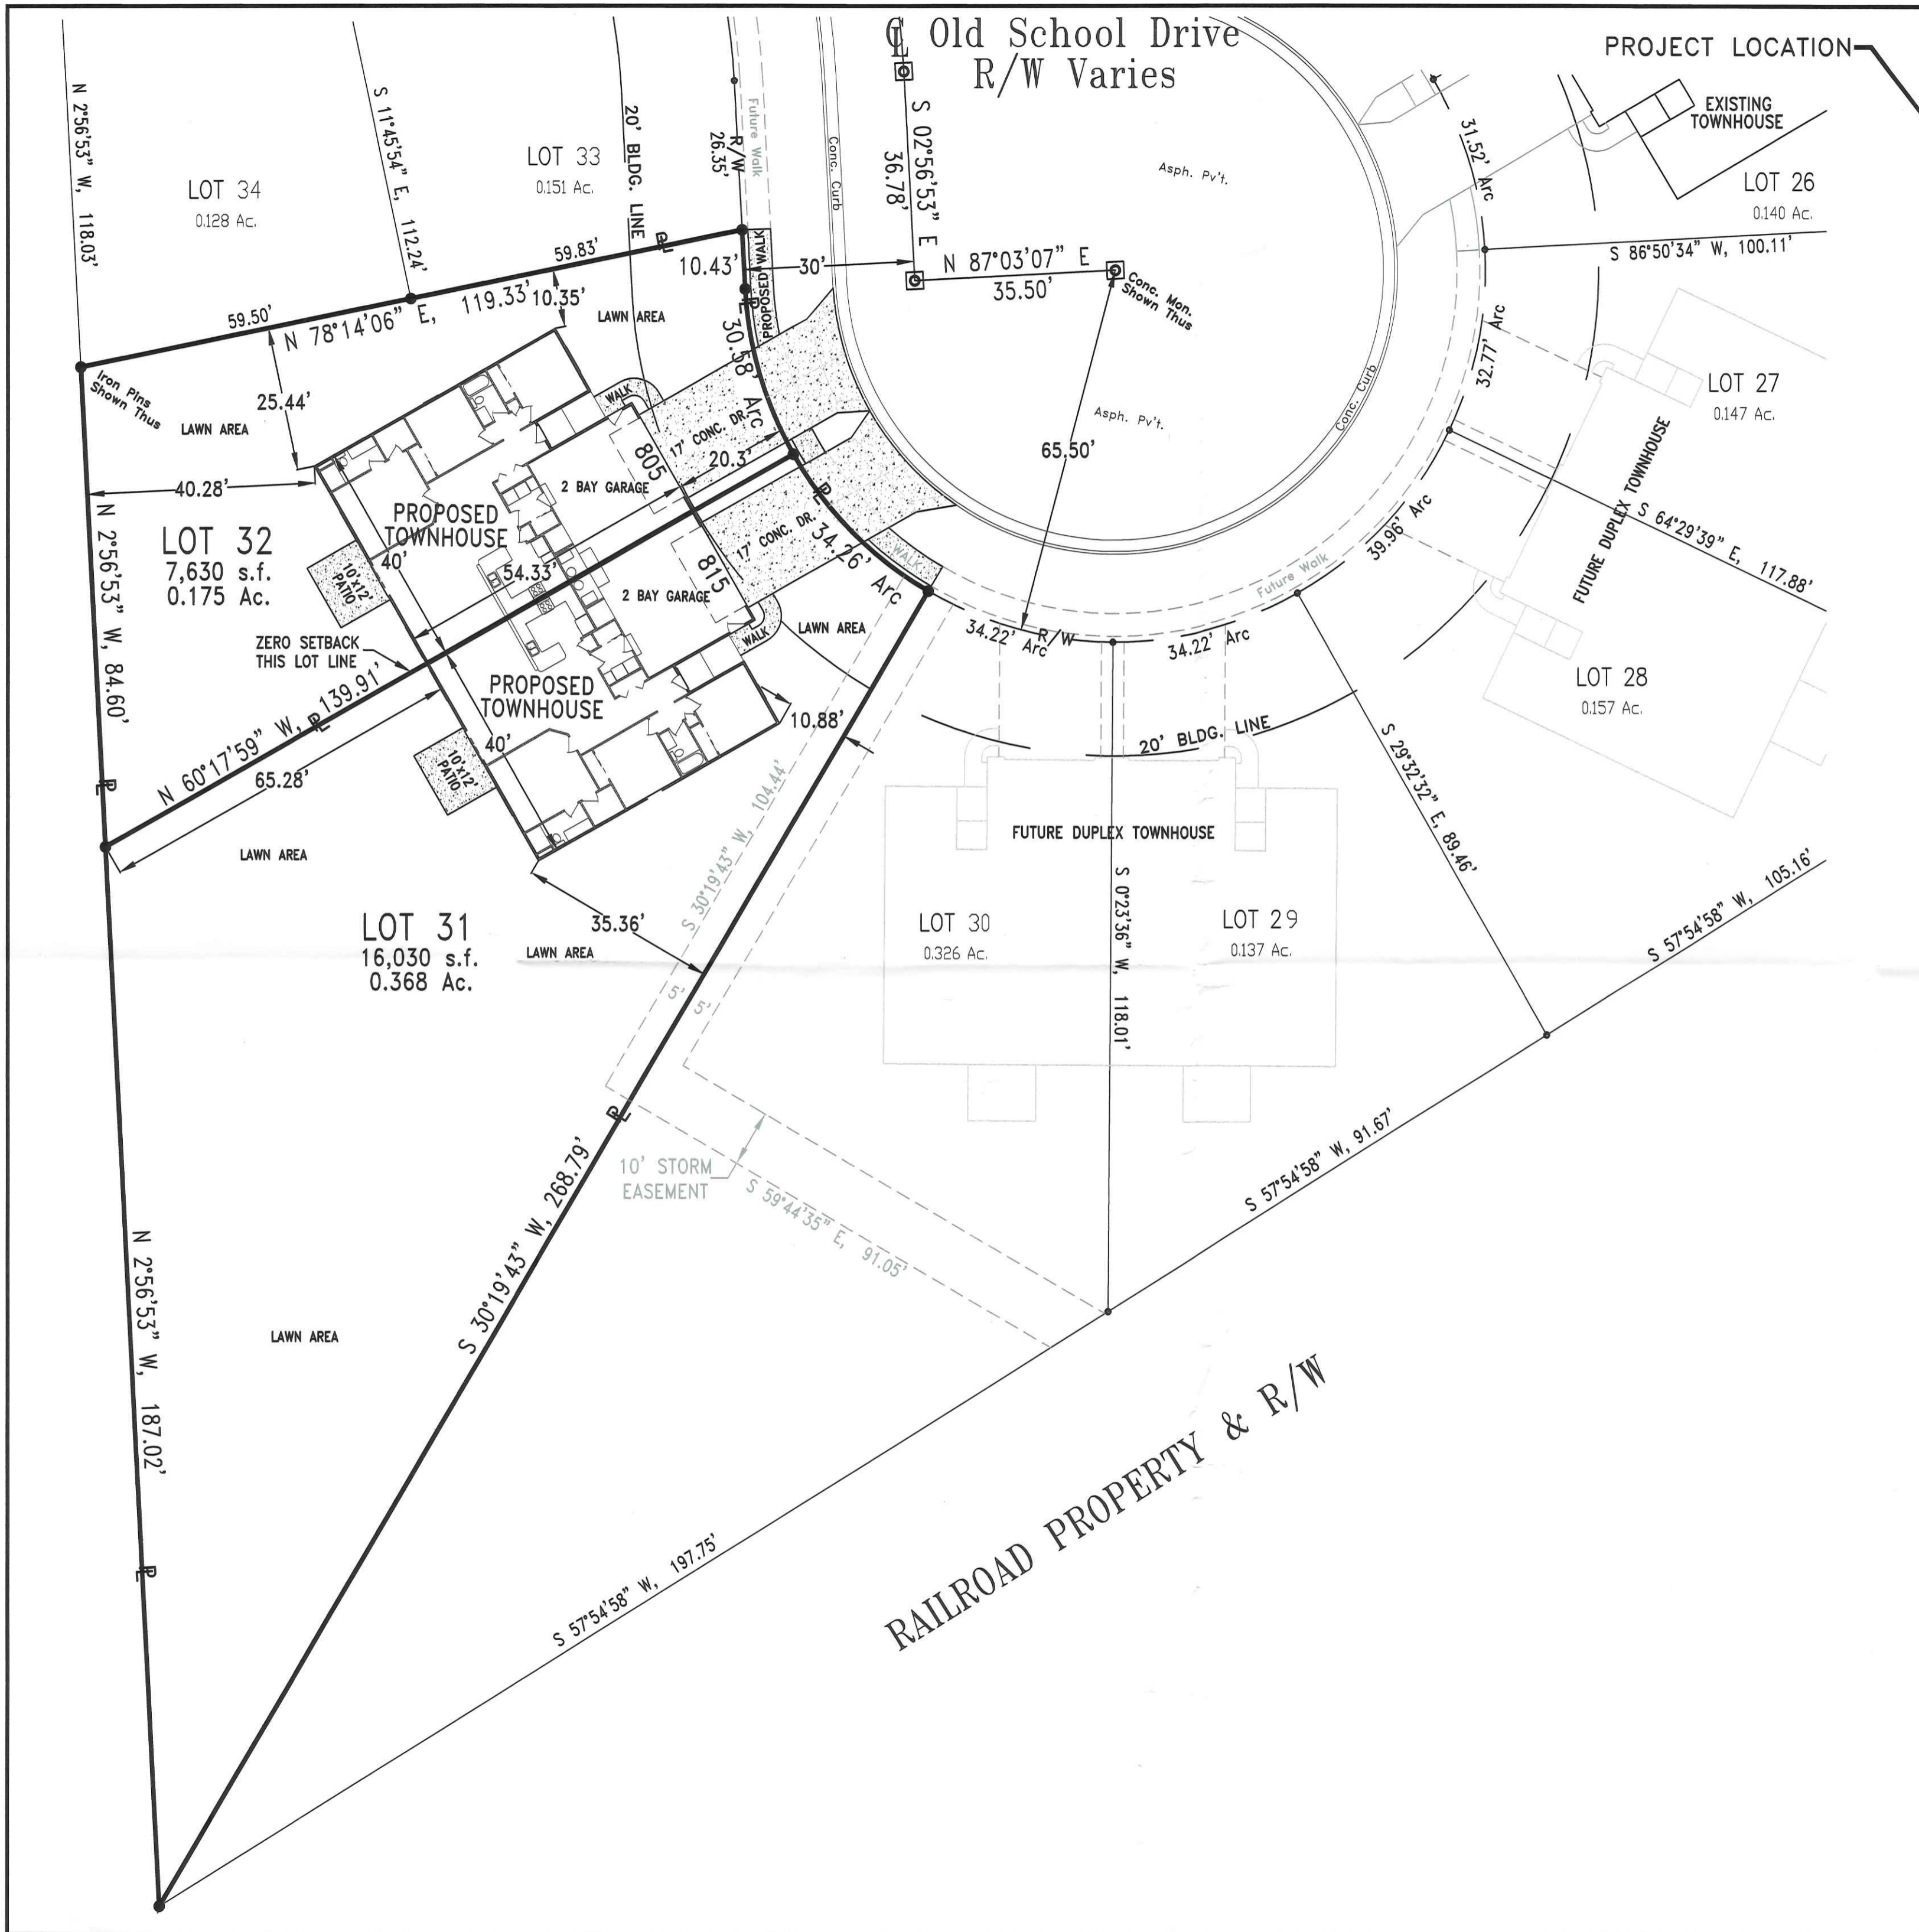 ℄ Old School Drive
R/W Varies
PROJECT LOCATION
N 2°56'53" W, 118.03'
S 11°45'54" E, 112.24'
LOT 34
0.128 Ac.
LOT 33
0.151 Ac.
20' BLDG. LINE
R/W
26.35'
Future Walk
Conc. Curb
S 02°56'53" E
36.78'
Asph. Pv't.
31.52' Arc
EXISTING
TOWNHOUSE
LOT 26
0.140 Ac.
S 86°50'34" W, 100.11'
59.83'
PL
10.43'
PROPOSED WALK
30'
N 87°03'07" E
35.50'
Conc. Mon.
Shown Thus
59.50'
N 78°14'06" E, 119.33'
10.35'
LAWN AREA
PL
30.58' Arc
Iron Pins
Shown Thus
25.44'
LAWN AREA
WALK
17' CONC. DR.
805
20.3'
2 BAY GARAGE
Asph. Pv't.
65.50'
Conc. Curb
32.77' Arc
LOT 27
0.147 Ac.
FUTURE DUPLEX TOWNHOUSE
40.28'
PROPOSED
TOWNHOUSE
LOT 32
7,630 s.f.
0.175 Ac.
N 2°56'53" W, 84.60'
10'x12'
PATIO
40'
54.33'
PL
17' CONC. DR.
815
2 BAY GARAGE
34.26' Arc
WALK
39.96' Arc
S 64°29'39" E, 117.88'
Future Walk
ZERO SETBACK
THIS LOT LINE
WALK
LAWN AREA
34.22'
Arc
R/W
34.22' Arc
LOT 28
0.157 Ac.
PROPOSED
TOWNHOUSE
N 60°17'59" W, 139.91'
PL
65.28'
40'
10'x12'
PATIO
10.88'
20' BLDG. LINE
S 29°32'32" E, 89.46'
PL
LAWN AREA
S 30°19'43" W, 104.44'
FUTURE DUPLEX TOWNHOUSE
S 0°23'36" W, 118.01'
S 57°54'58" W, 105.16'
LOT 31
16,030 s.f.
0.368 Ac.
35.36'
LAWN AREA
LOT 30
0.326 Ac.
LOT 29
0.137 Ac.
5'
5'
PL
10' STORM
EASEMENT
S 59°44'35" E, 91.05'
S 57°54'58" W, 91.67'
N 2°56'53" W, 187.02'
S 30°19'43" W, 268.79'
LAWN AREA
PL
S 57°54'58" W, 197.75'
RAILROAD PROPERTY & R/W